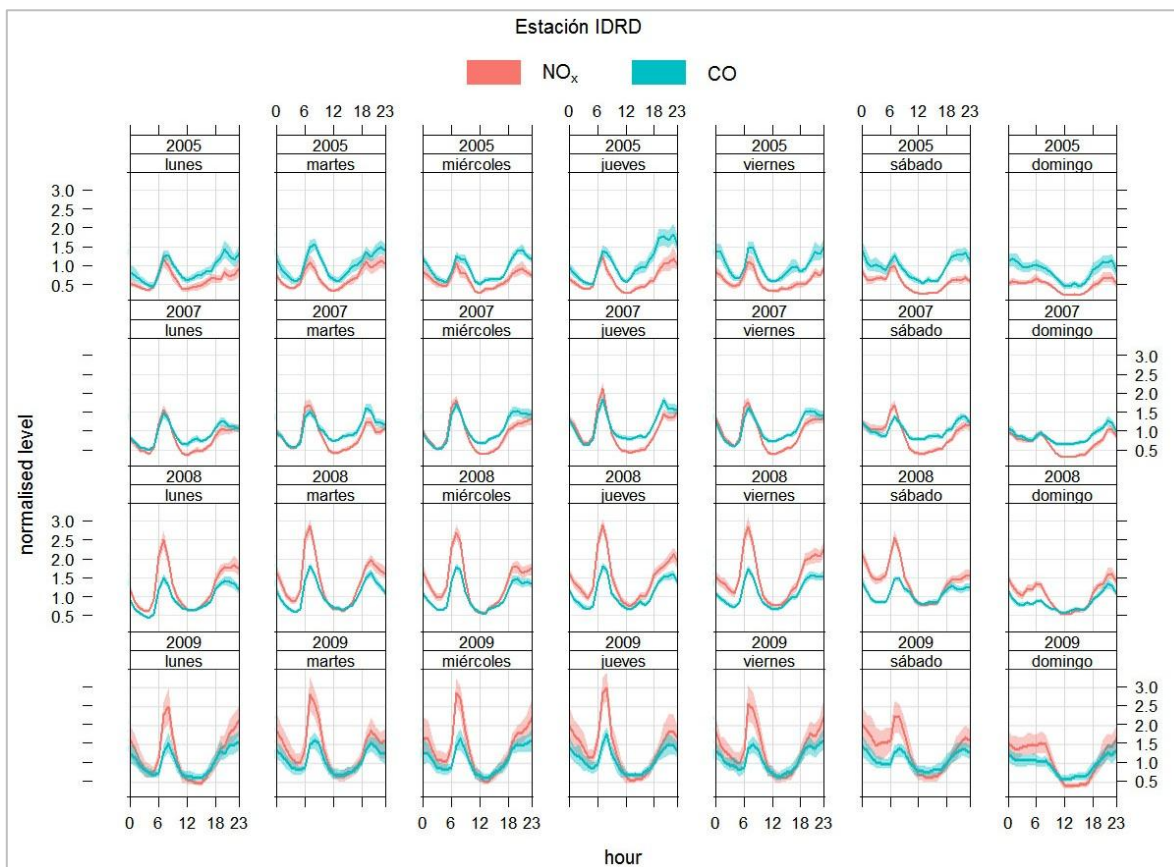 Estación IDRD
NOx CO
0 6 12 18 23 0 6 12 18 23 0 6 12 18 23
2005 2005 2005 2005 2005 2005 2005
lunes martes miércoles jueves viernes sábado domingo
3.0
2.5
2.0
1.5
1.0
0.5
2007 2007 2007 2007 2007 2007 2007
lunes martes miércoles jueves viernes sábado domingo
3.0
2.5
2.0
1.5
1.0
0.5
2008 2008 2008 2008 2008 2008 2008
lunes martes miércoles jueves viernes sábado domingo
3.0
2.5
2.0
1.5
1.0
0.5
2009 2009 2009 2009 2009 2009 2009
lunes martes miércoles jueves viernes sábado domingo
3.0
2.5
2.0
1.5
1.0
0.5
0 6 12 18 23 0 6 12 18 23 0 6 12 18 23 0 6 12 18 23
normalised level
hour